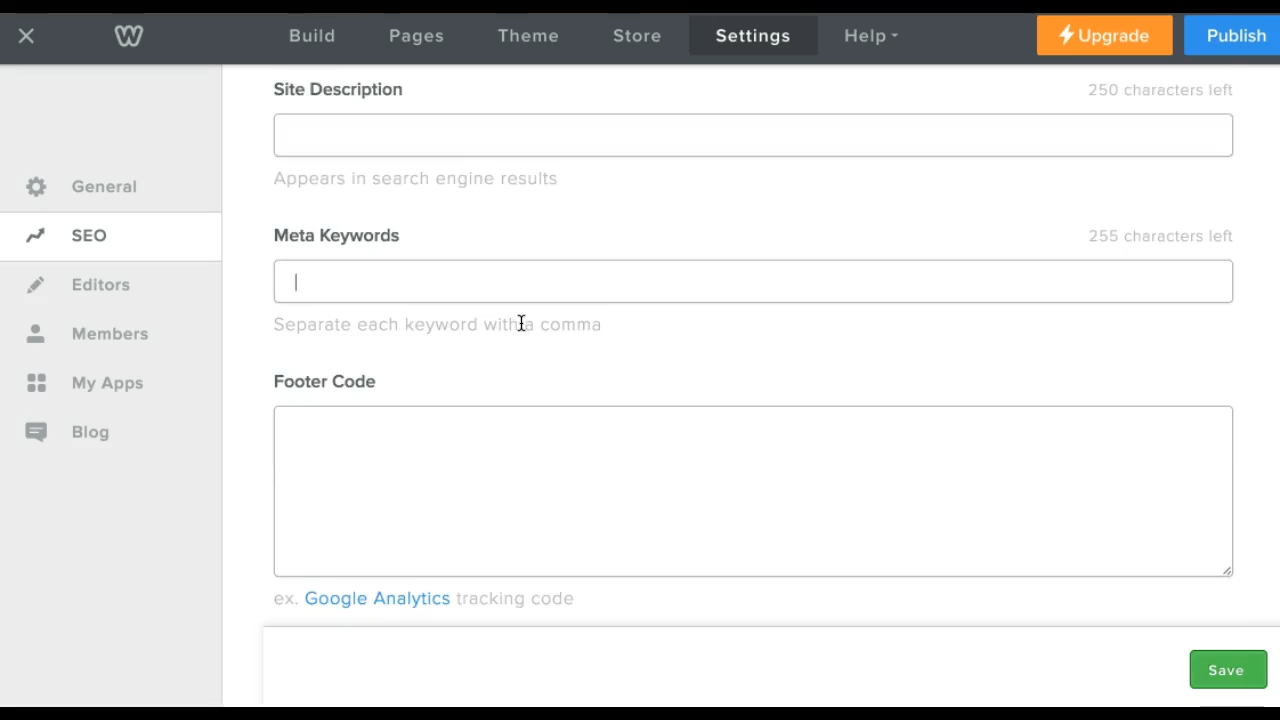 Build Pages Theme Store Settings Help Upgrade Publish
Site Description 250 characters left
Appears in search engine results
General
SEO
Meta Keywords 255 characters left
Editors
Separate each keyword with a comma
Members
My Apps
Footer Code
Blog
ex. Google Analytics tracking code
Save